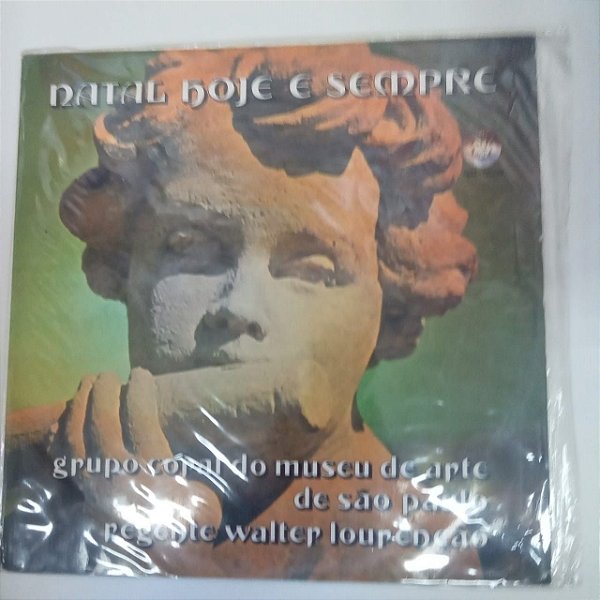 NATAL HOJE E SEMPRE
grupo coral do museu de arte
de são paulo
regente walter lourenção